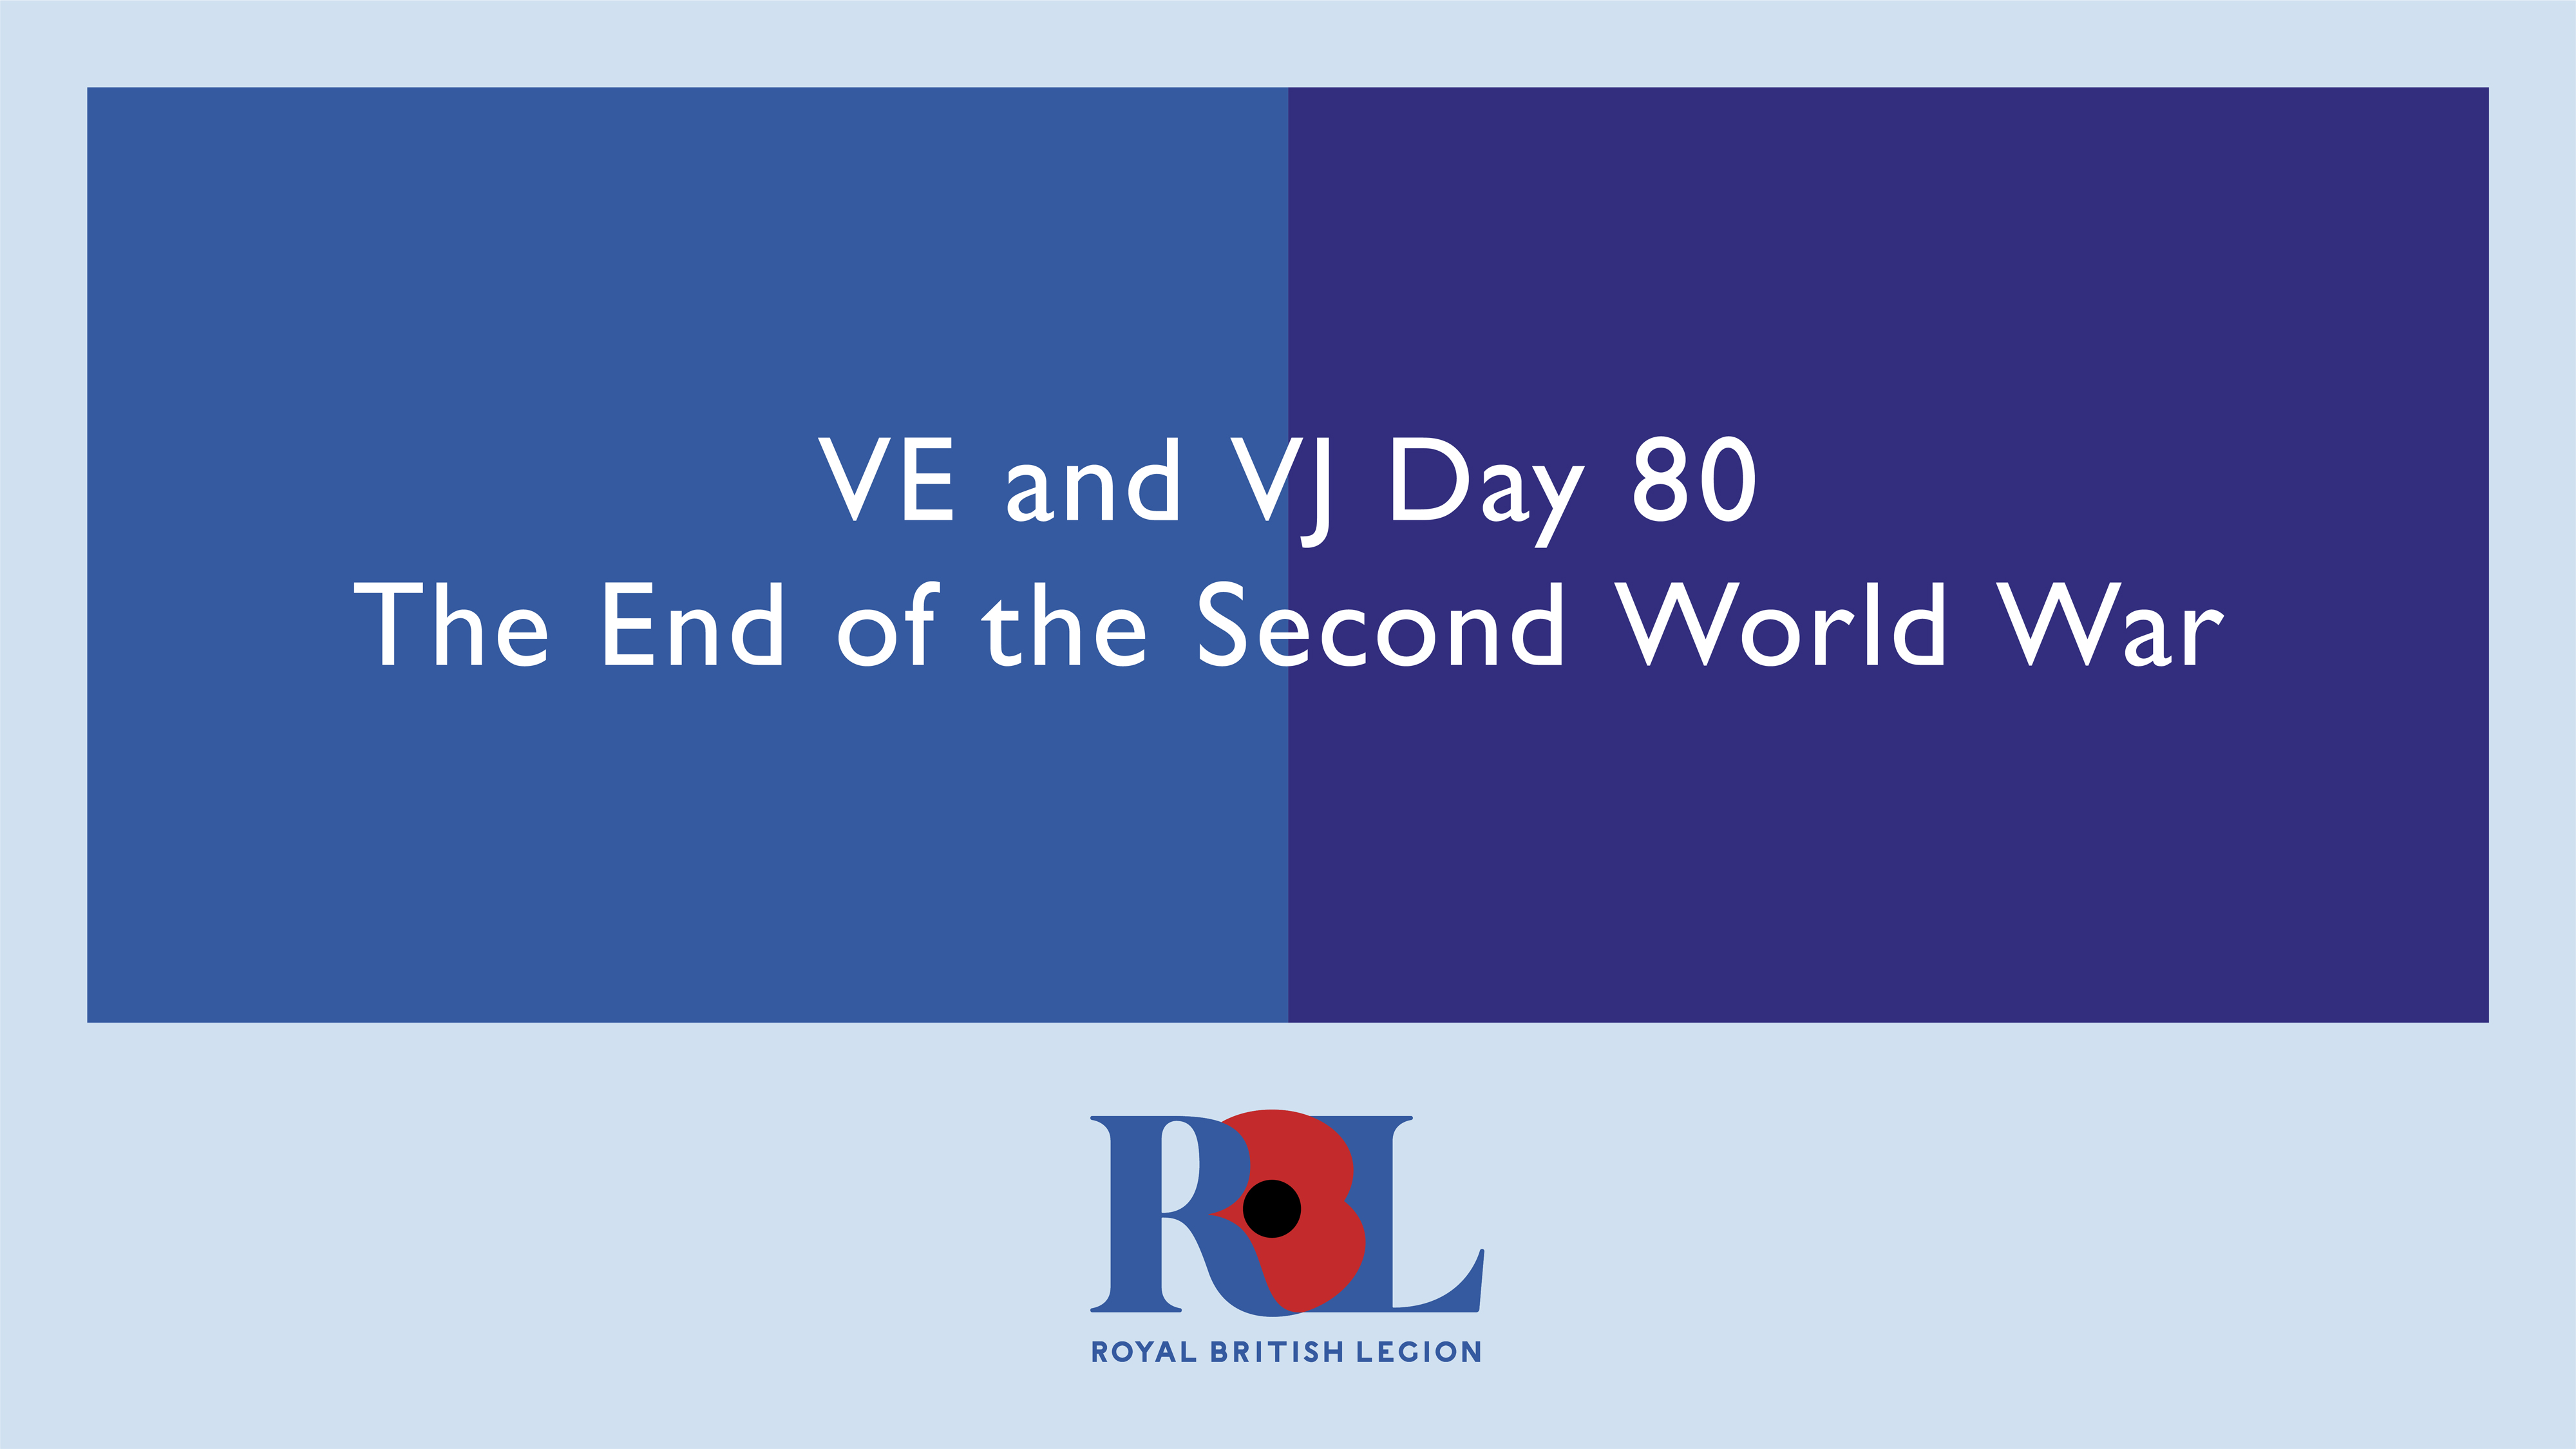 VE and VJ Day 80
The End of the Second World War
RBL
ROYAL BRITISH LEGION